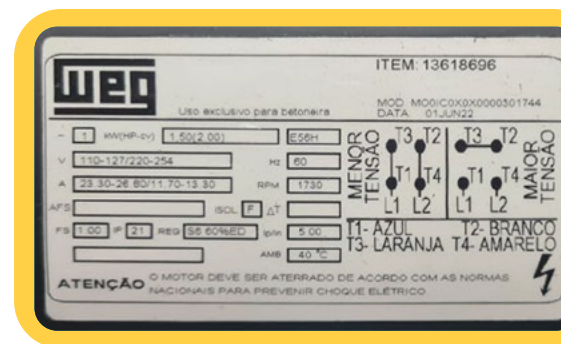 weg
ITEM: 13618696
Uso exclusivo para betoneira
MOD. MOOIC0X0X0000301744
DATA 01JUN22
~ 1 kW(HP-cv) 1.50(2.00) ES6H
V 110-127/220-254 Hz 60
A 23.30-26.80/11.70-13.30 RPM 1730
AFS ISOL F ΔT
FS 1.00 IP 21 REG S6 60%ED Ip/In 5.00
AMB 40 °C
MENOR TENSÃO
T3 T2
T1 T4
L1 L2
T3 T2
T1 T4
L1 L2
MAIOR TENSÃO
T1- AZUL T2- BRANCO
T3- LARANJA T4- AMARELO
ATENÇÃO O MOTOR DEVE SER ATERRADO DE ACORDO COM AS NORMAS
NACIONAIS PARA PREVENIR CHOQUE ELÉTRICO.